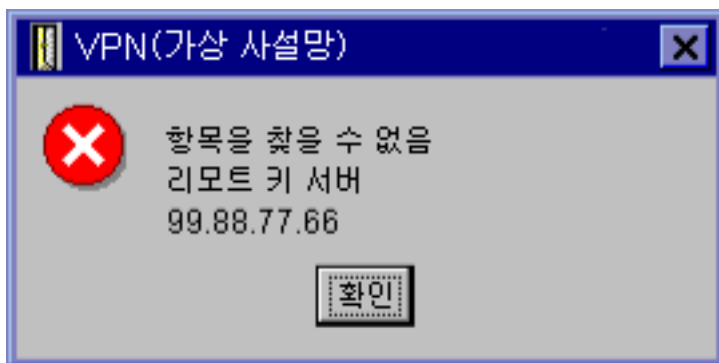 VPN(가상 사설망)
항목을 찾을 수 없음
리모트 키 서버
99.88.77.66
확인